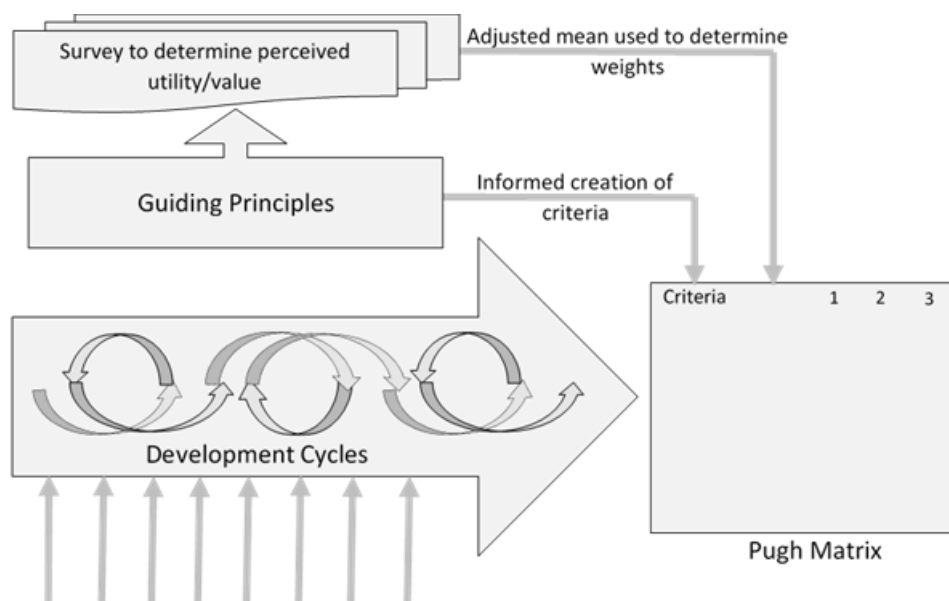 Survey to determine perceived
utility/value
Adjusted mean used to determine
weights
Guiding Principles
Informed creation of
criteria
Criteria 1 2 3
Development Cycles
Pugh Matrix